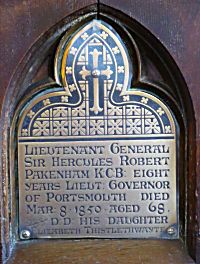 LIEUTENANT GENERAL
SIR HERCULES ROBERT
PAKENHAM K.C.B. EIGHT
YEARS LIEUT. GOVERNOR
OF PORTSMOUTH DIED
MAR. 8. 1850. AGED 68.
D.D. HIS DAUGHTER
ELIZABETH THISTLETHWAYTE